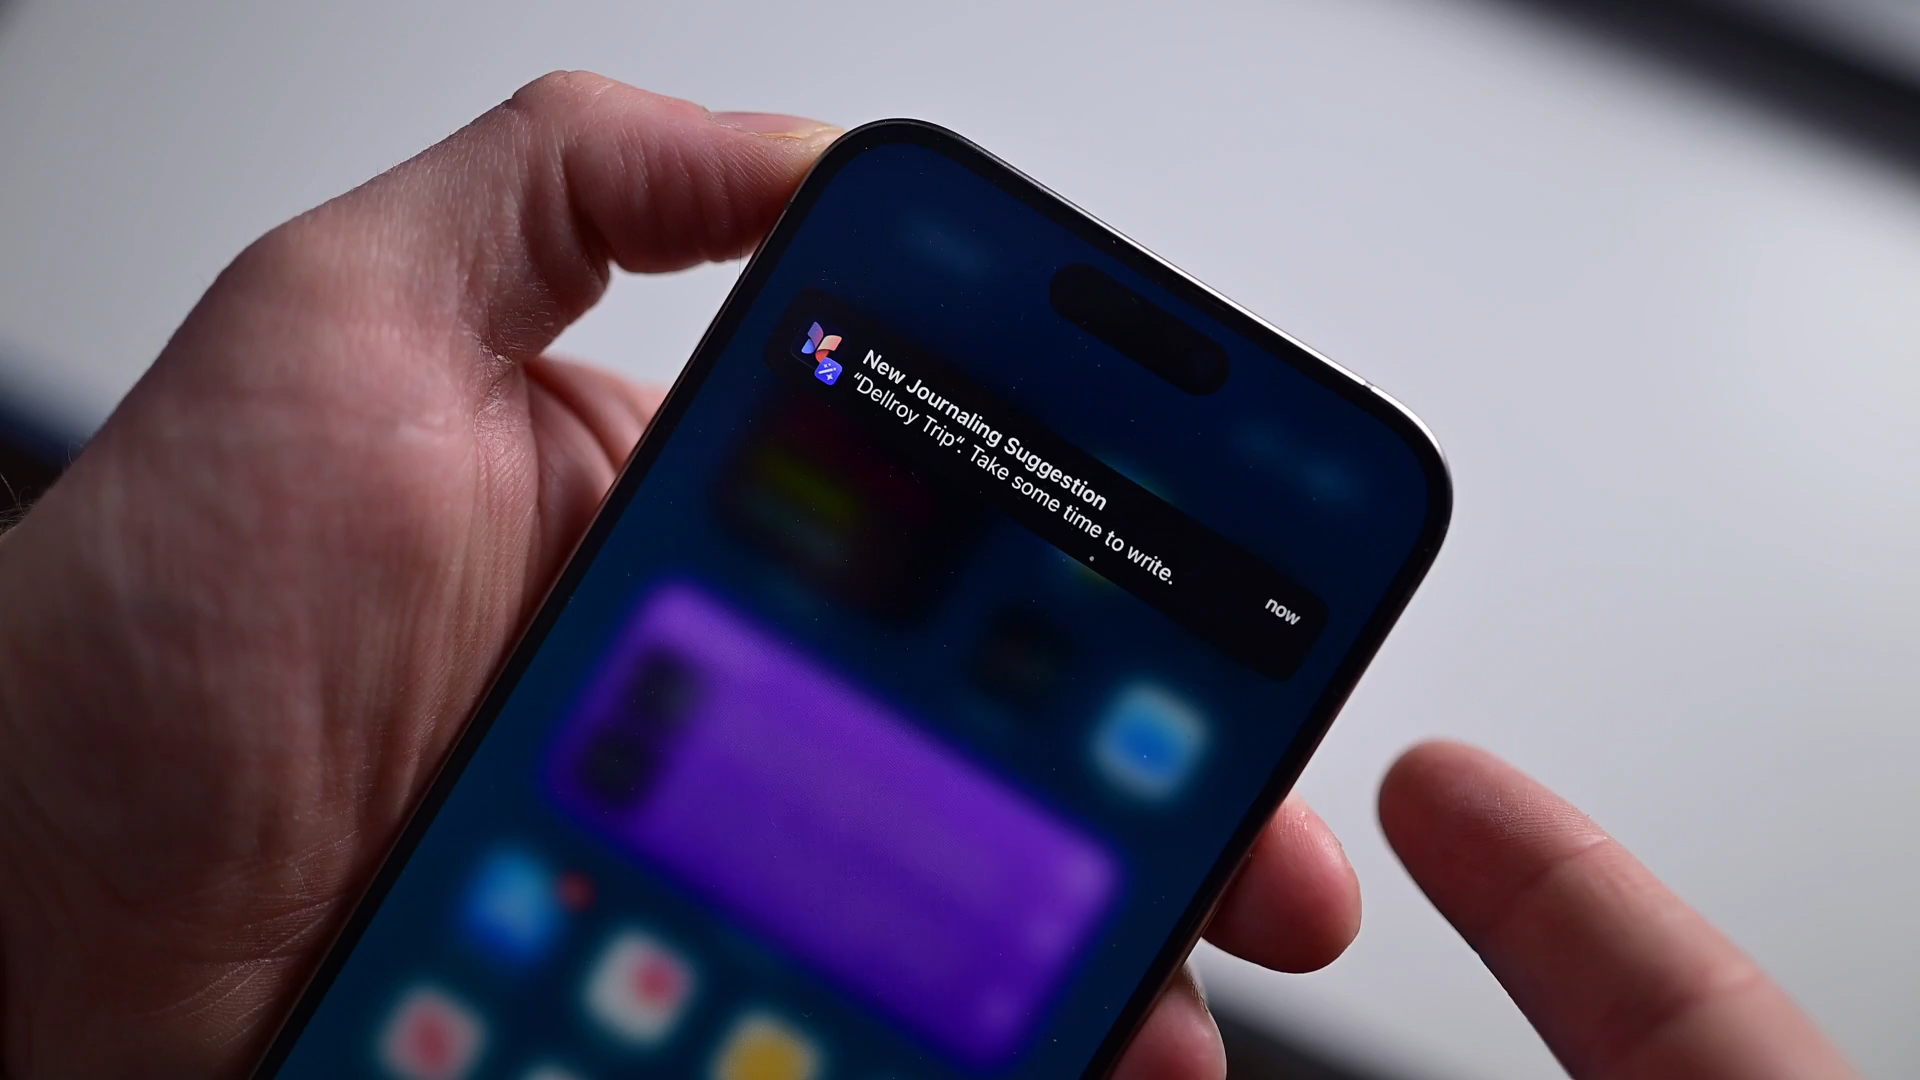 New Journaling Suggestion
“Dellroy Trip“. Take some time to write.
now